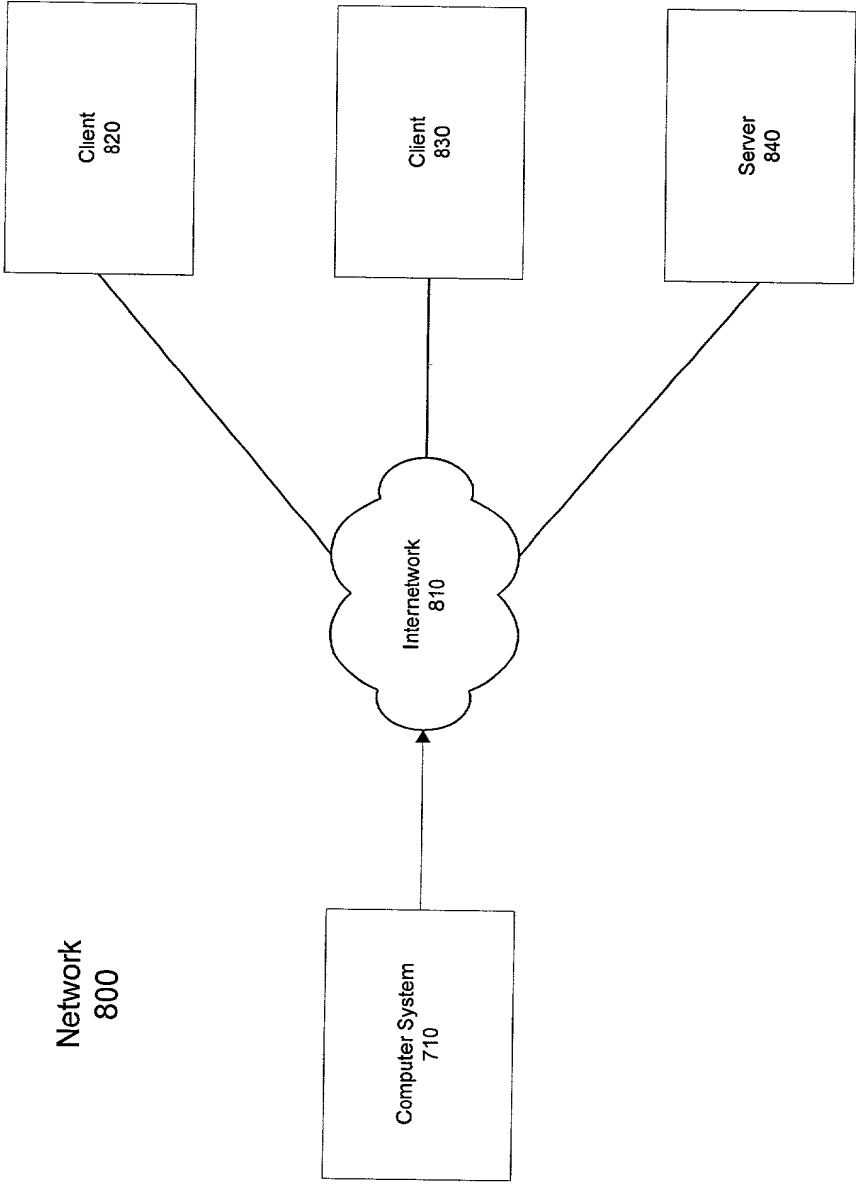 Network
800
Computer System
710
Internetwork
810
Client
820
Client
830
Server
840